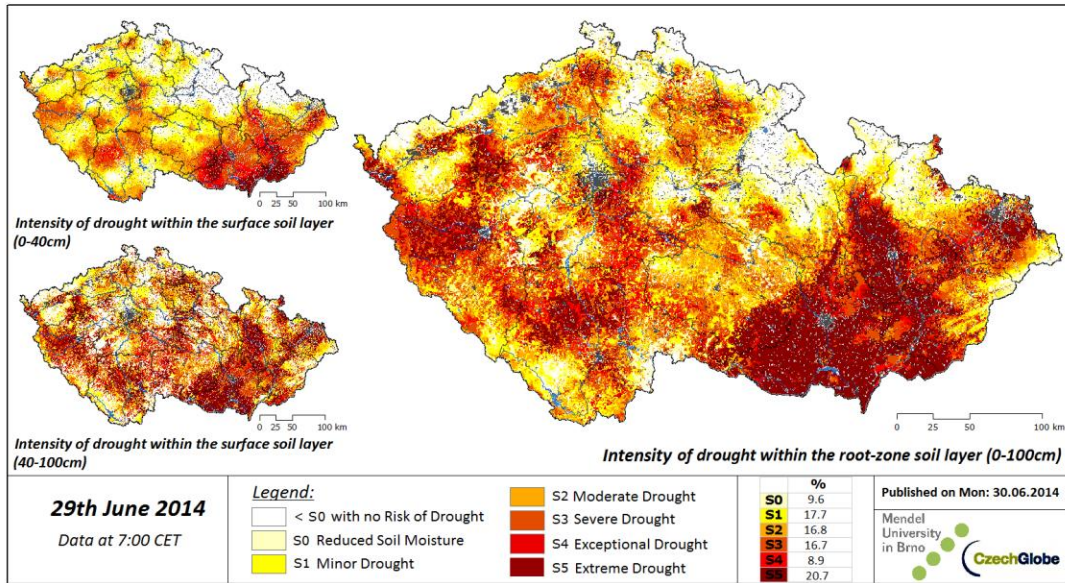 0 25 50 100 km
Intensity of drought within the surface soil layer
(0-40cm)
0 25 50 100 km
Intensity of drought within the surface soil layer
(40-100cm)
0 25 50 100 km
Intensity of drought within the root-zone soil layer (0-100cm)
29th June 2014
Data at 7:00 CET
Legend:
< S0 with no Risk of Drought
S0 Reduced Soil Moisture
S1 Minor Drought
S2 Moderate Drought
S3 Severe Drought
S4 Exceptional Drought
S5 Extreme Drought
%
S0 9.6
S1 17.7
S2 16.8
S3 16.7
S4 8.9
S5 20.7
Published on Mon: 30.06.2014
Mendel
University
in Brno
CzechGlobe